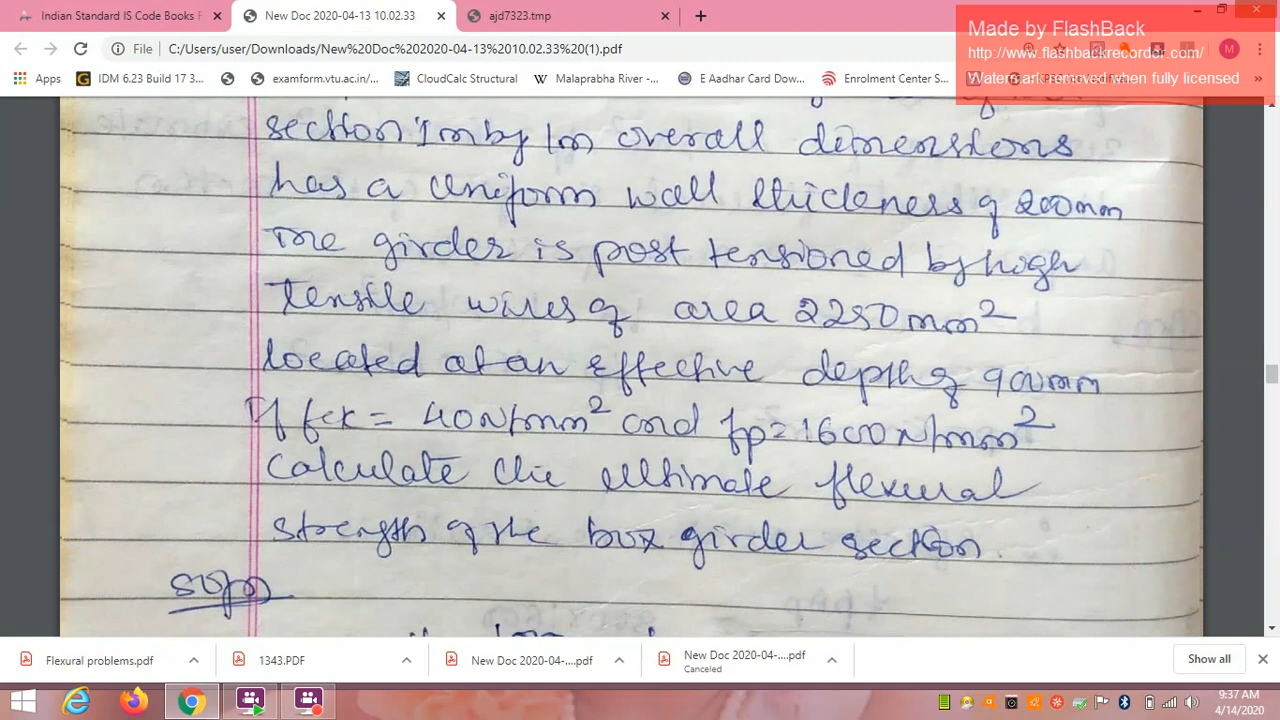 Indian Standard IS Code Books F
New Doc 2020-04-13 10.02.33
ajd7323.tmp
Made by FlashBack
http://www.flashbackrecorder.com/
Watermark removed when fully licensed
File
C:/Users/user/Downloads/New%20Doc%202020-04-13%2010.02.33%20(1).pdf
M
Apps
IDM 6.23 Build 17 3...
examform.vtu.ac.in/...
CloudCalc Structural
Malaprabha River -...
E Aadhar Card Dow...
Enrolment Center S...
section 1m by 1m overall dimensions
has a uniform wall thickness of 200mm
The girder is post tensioned by high
tensile wires of area 2250mm²
located at an effective depth of 900mm
If fck = 40N/mm² and fp=1600N/mm²
calculate the ultimate flexural
strength of the box girder section.
Soln
Flexural problems.pdf
1343.PDF
New Doc 2020-04-....pdf
New Doc 2020-04-....pdf
Canceled
Show all
9:37 AM
4/14/2020